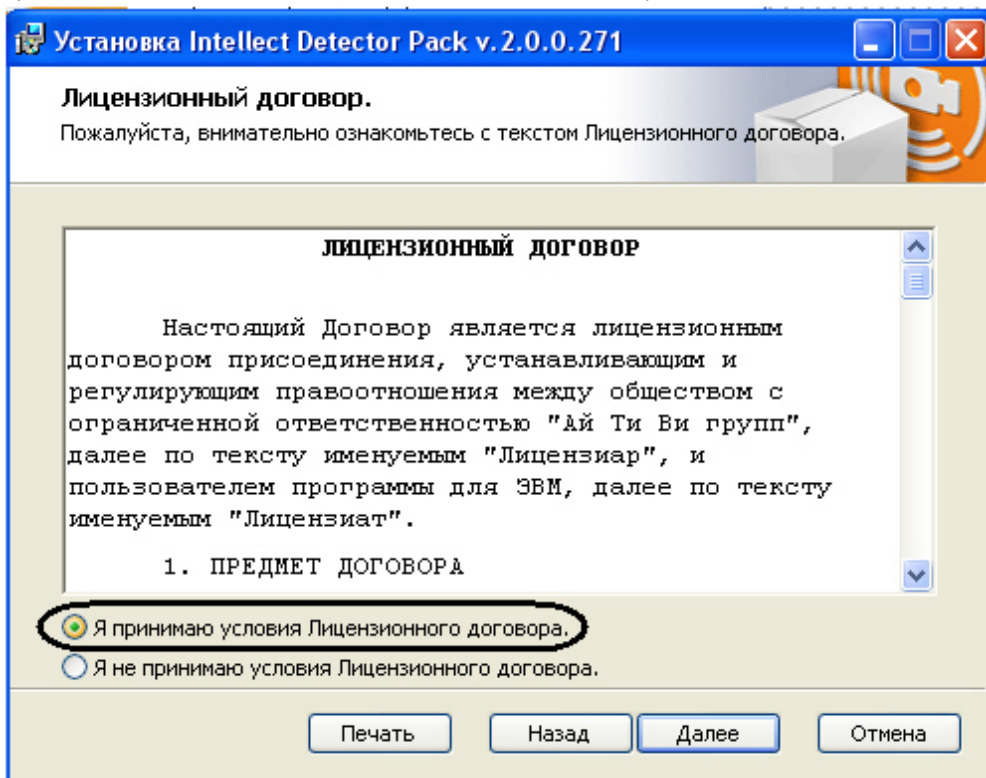 Установка Intellect Detector Pack v.2.0.0.271
Лицензионный договор.
Пожалуйста, внимательно ознакомьтесь с текстом Лицензионного договора.
ЛИЦЕНЗИОННЫЙ ДОГОВОР
Настоящий Договор является лицензионным
договором присоединения, устанавливающим и
регулирующим правоотношения между обществом с
ограниченной ответственностью "Ай Ти Ви групп",
далее по тексту именуемым "Лицензиар", и
пользователем программы для ЭВМ, далее по тексту
именуемым "Лицензиат".
1. ПРЕДМЕТ ДОГОВОРА
Я принимаю условия Лицензионного договора.
Я не принимаю условия Лицензионного договора.
Печать Назад Далее Отмена